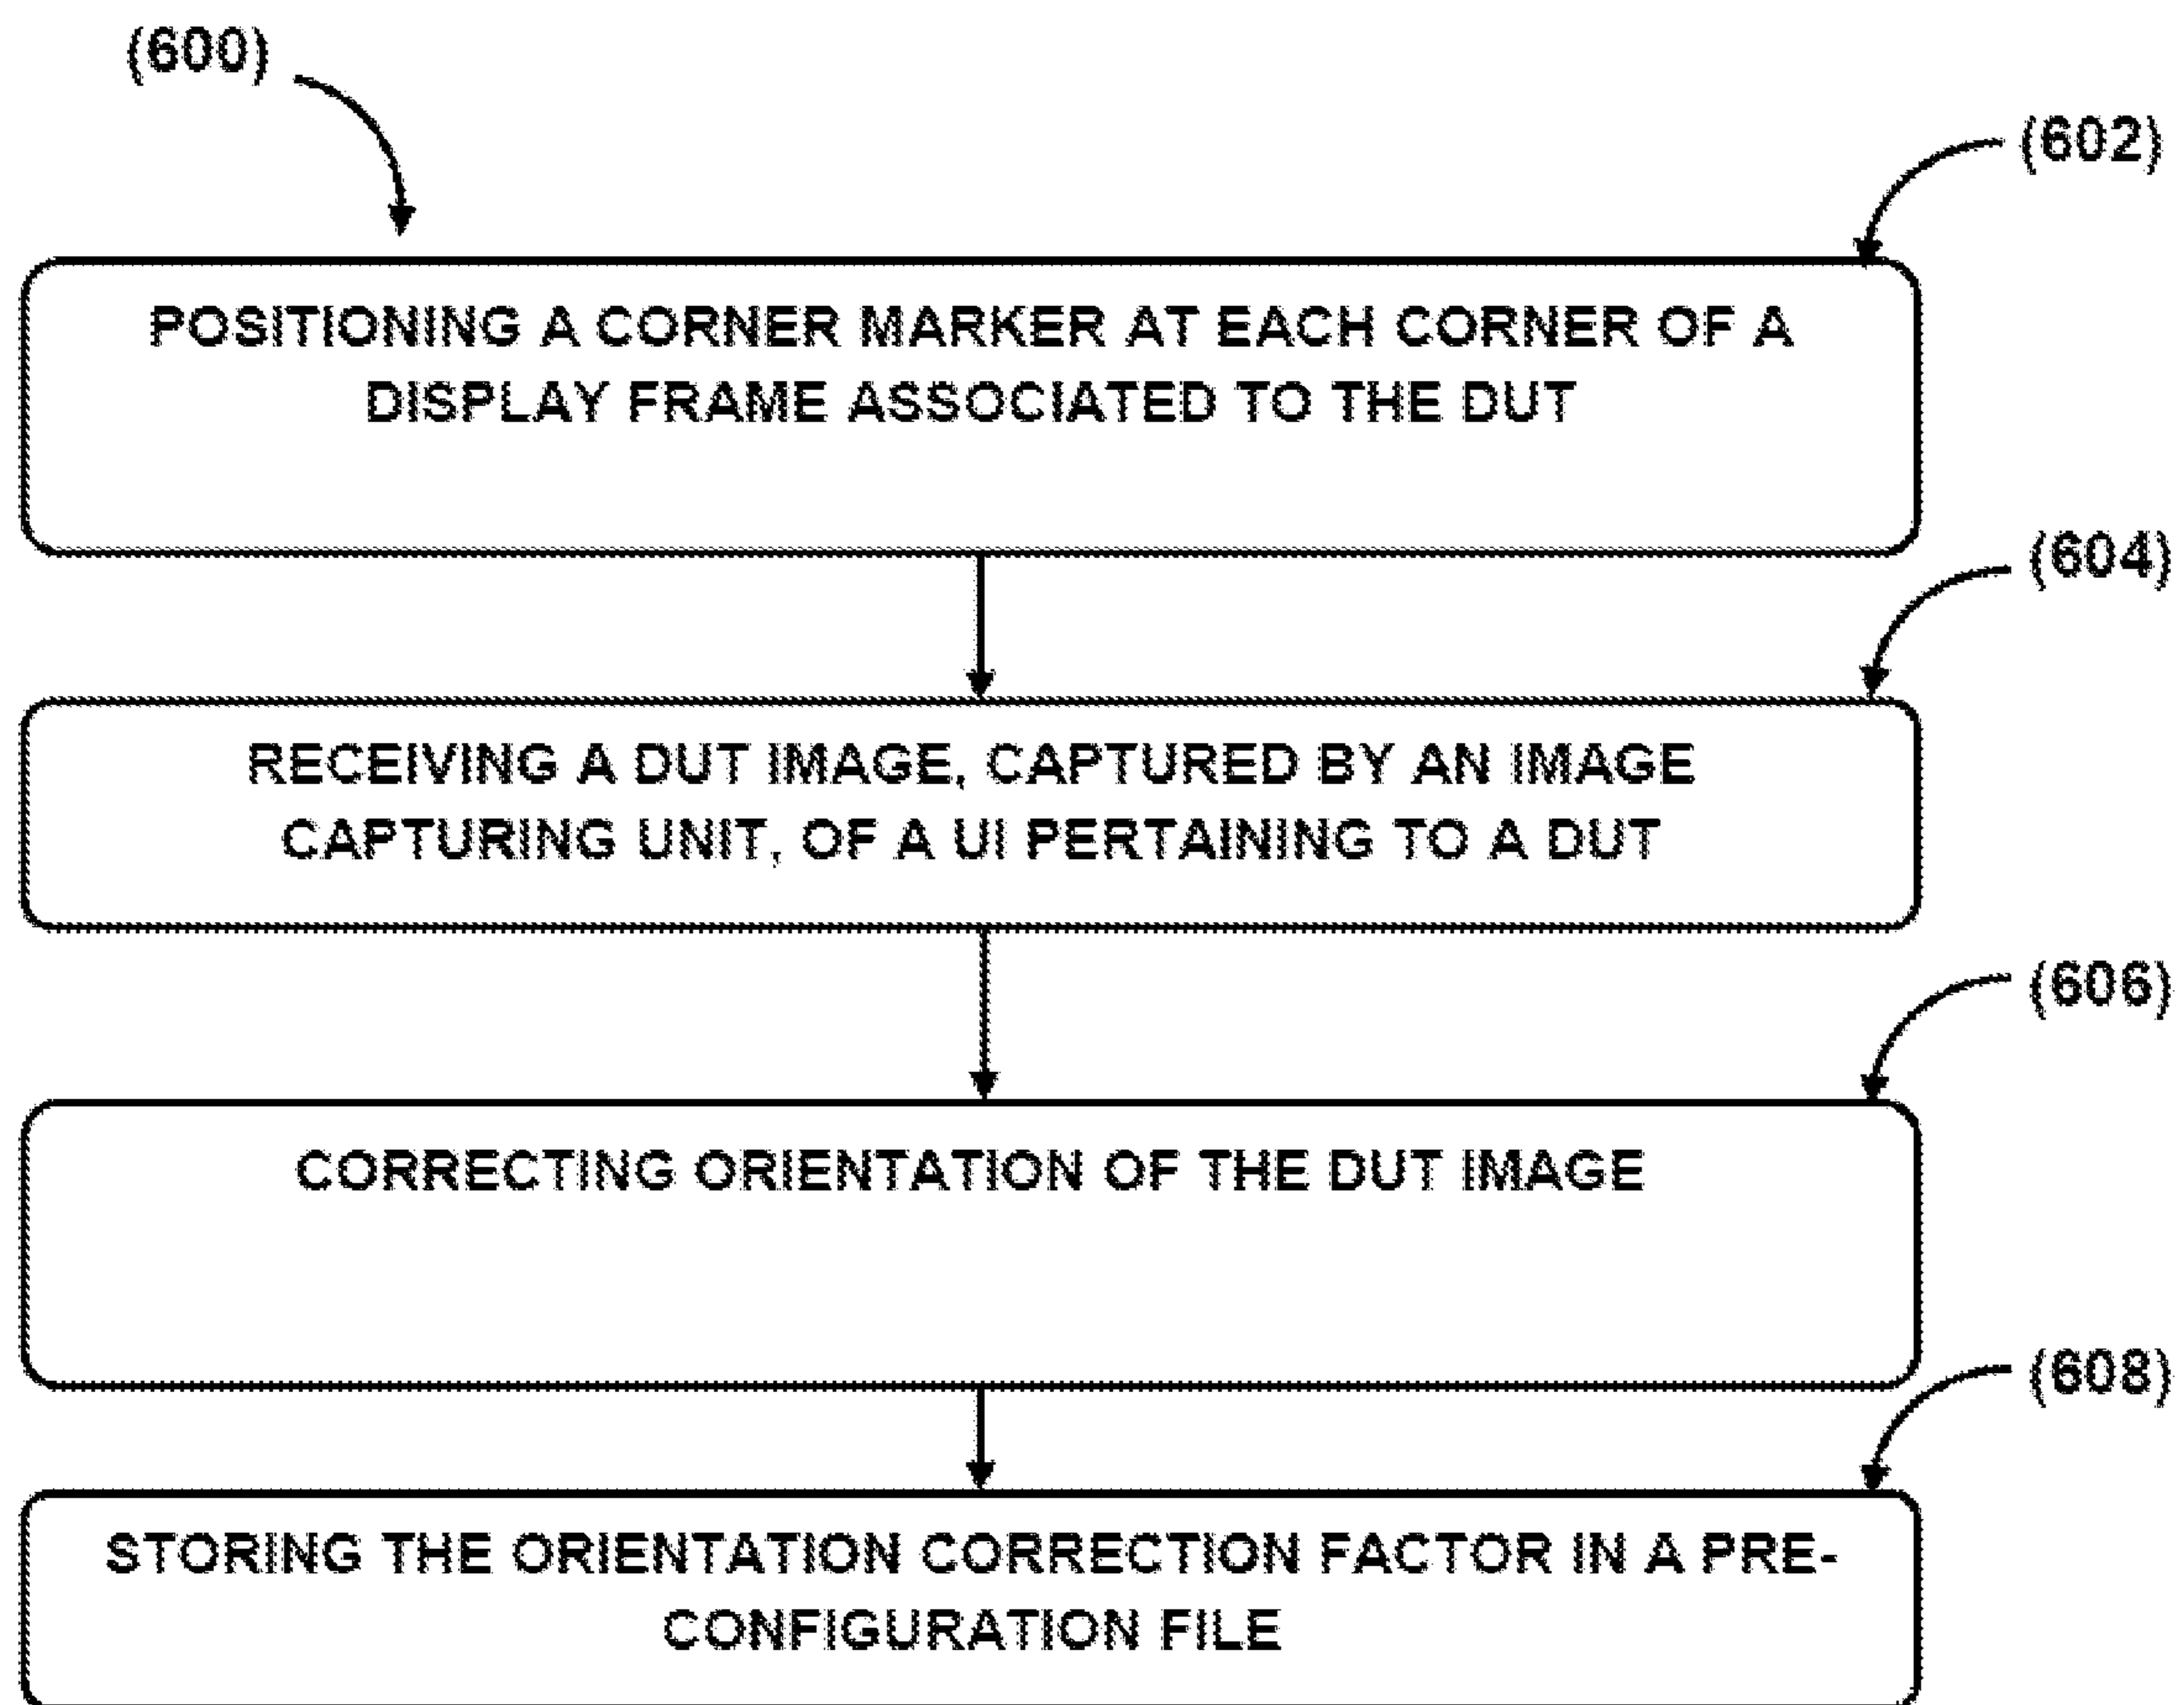 (600)
(602)
POSITIONING A CORNER MARKER AT EACH CORNER OF A
DISPLAY FRAME ASSOCIATED TO THE DUT
(604)
RECEIVING A DUT IMAGE, CAPTURED BY AN IMAGE
CAPTURING UNIT, OF A UI PERTAINING TO A DUT
(606)
CORRECTING ORIENTATION OF THE DUT IMAGE
(608)
STORING THE ORIENTATION CORRECTION FACTOR IN A PRE-
CONFIGURATION FILE